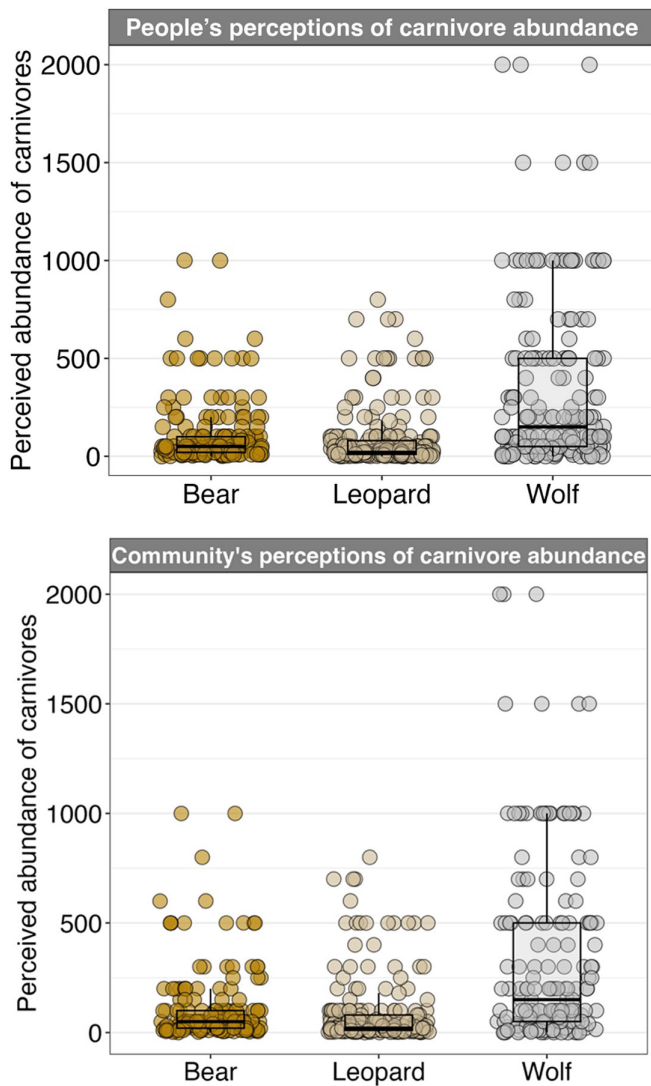 People’s perceptions of carnivore abundance
Perceived abundance of carnivores
2000
1500
1000
500
0
Bear Leopard Wolf
Community's perceptions of carnivore abundance
Perceived abundance of carnivores
2000
1500
1000
500
0
Bear Leopard Wolf